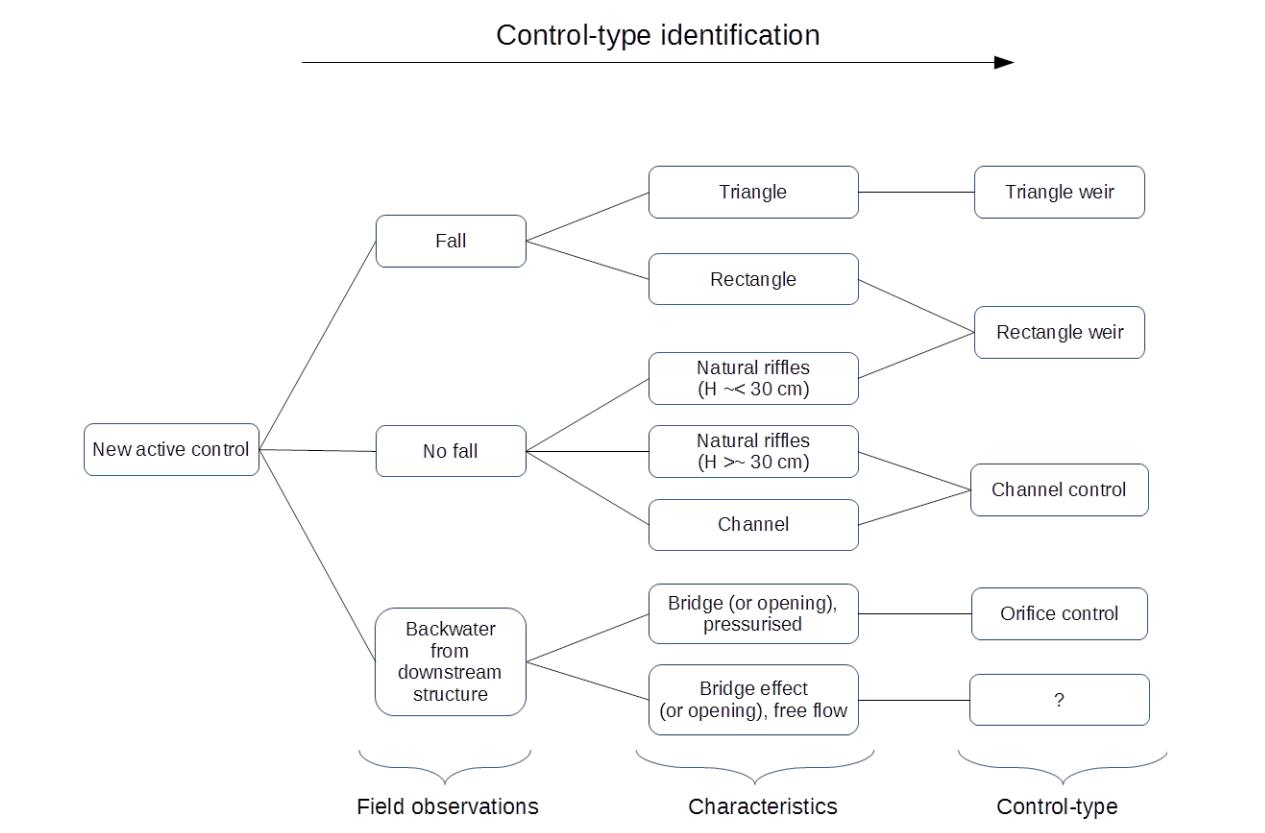 Control-type identification
Triangle
Triangle weir
Fall
Rectangle
Rectangle weir
Natural riffles
(H ~< 30 cm)
New active control
No fall
Natural riffles
(H >~ 30 cm)
Channel control
Channel
Backwater
from
downstream
structure
Bridge (or opening),
pressurised
Orifice control
Bridge effect
(or opening), free flow
?
Field observations
Characteristics
Control-type